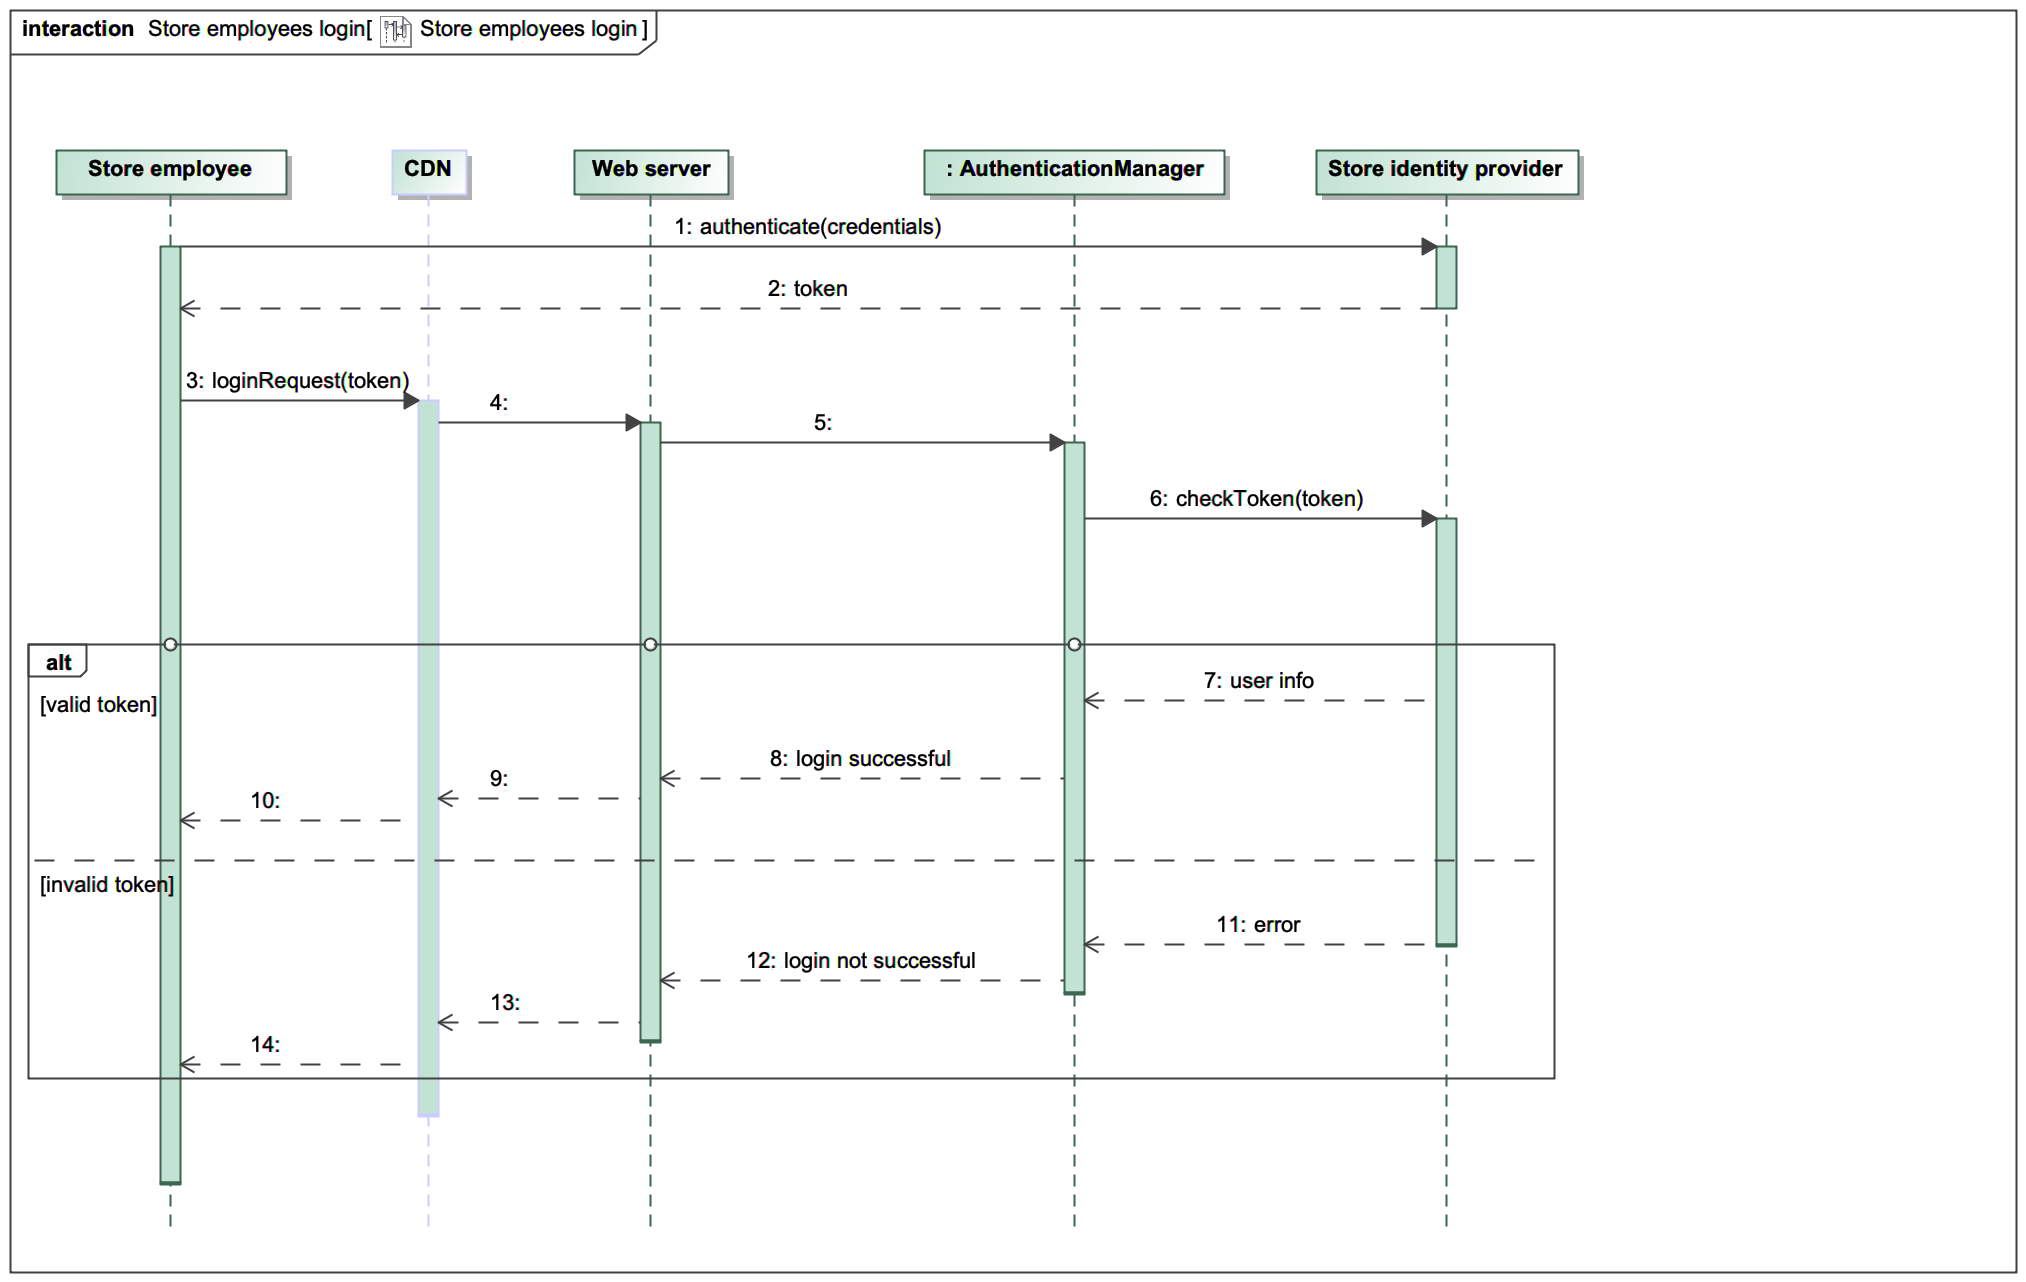 interaction Store employees login[ Store employees login ]
Store employee
CDN
Web server
: AuthenticationManager
Store identity provider
1: authenticate(credentials)
2: token
3: loginRequest(token)
4:
5:
6: checkToken(token)
alt
[valid token]
7: user info
8: login successful
9:
10:
[invalid token]
11: error
12: login not successful
13:
14: